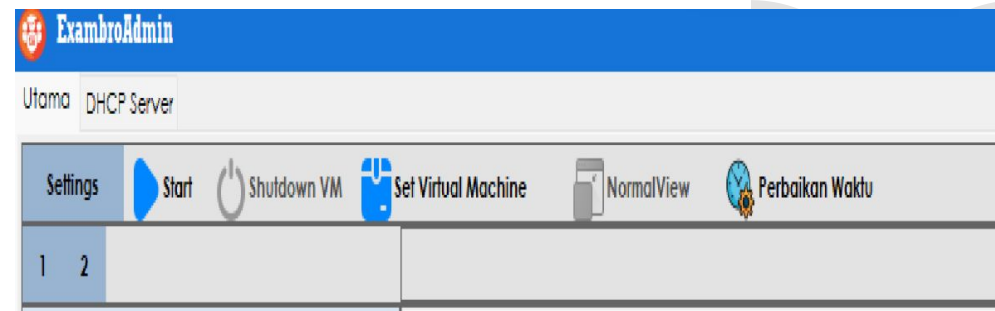 ExambroAdmin
Utama DHCP Server
Settings Start Shutdown VM Set Virtual Machine NormalView Perbaikan Waktu
1 2